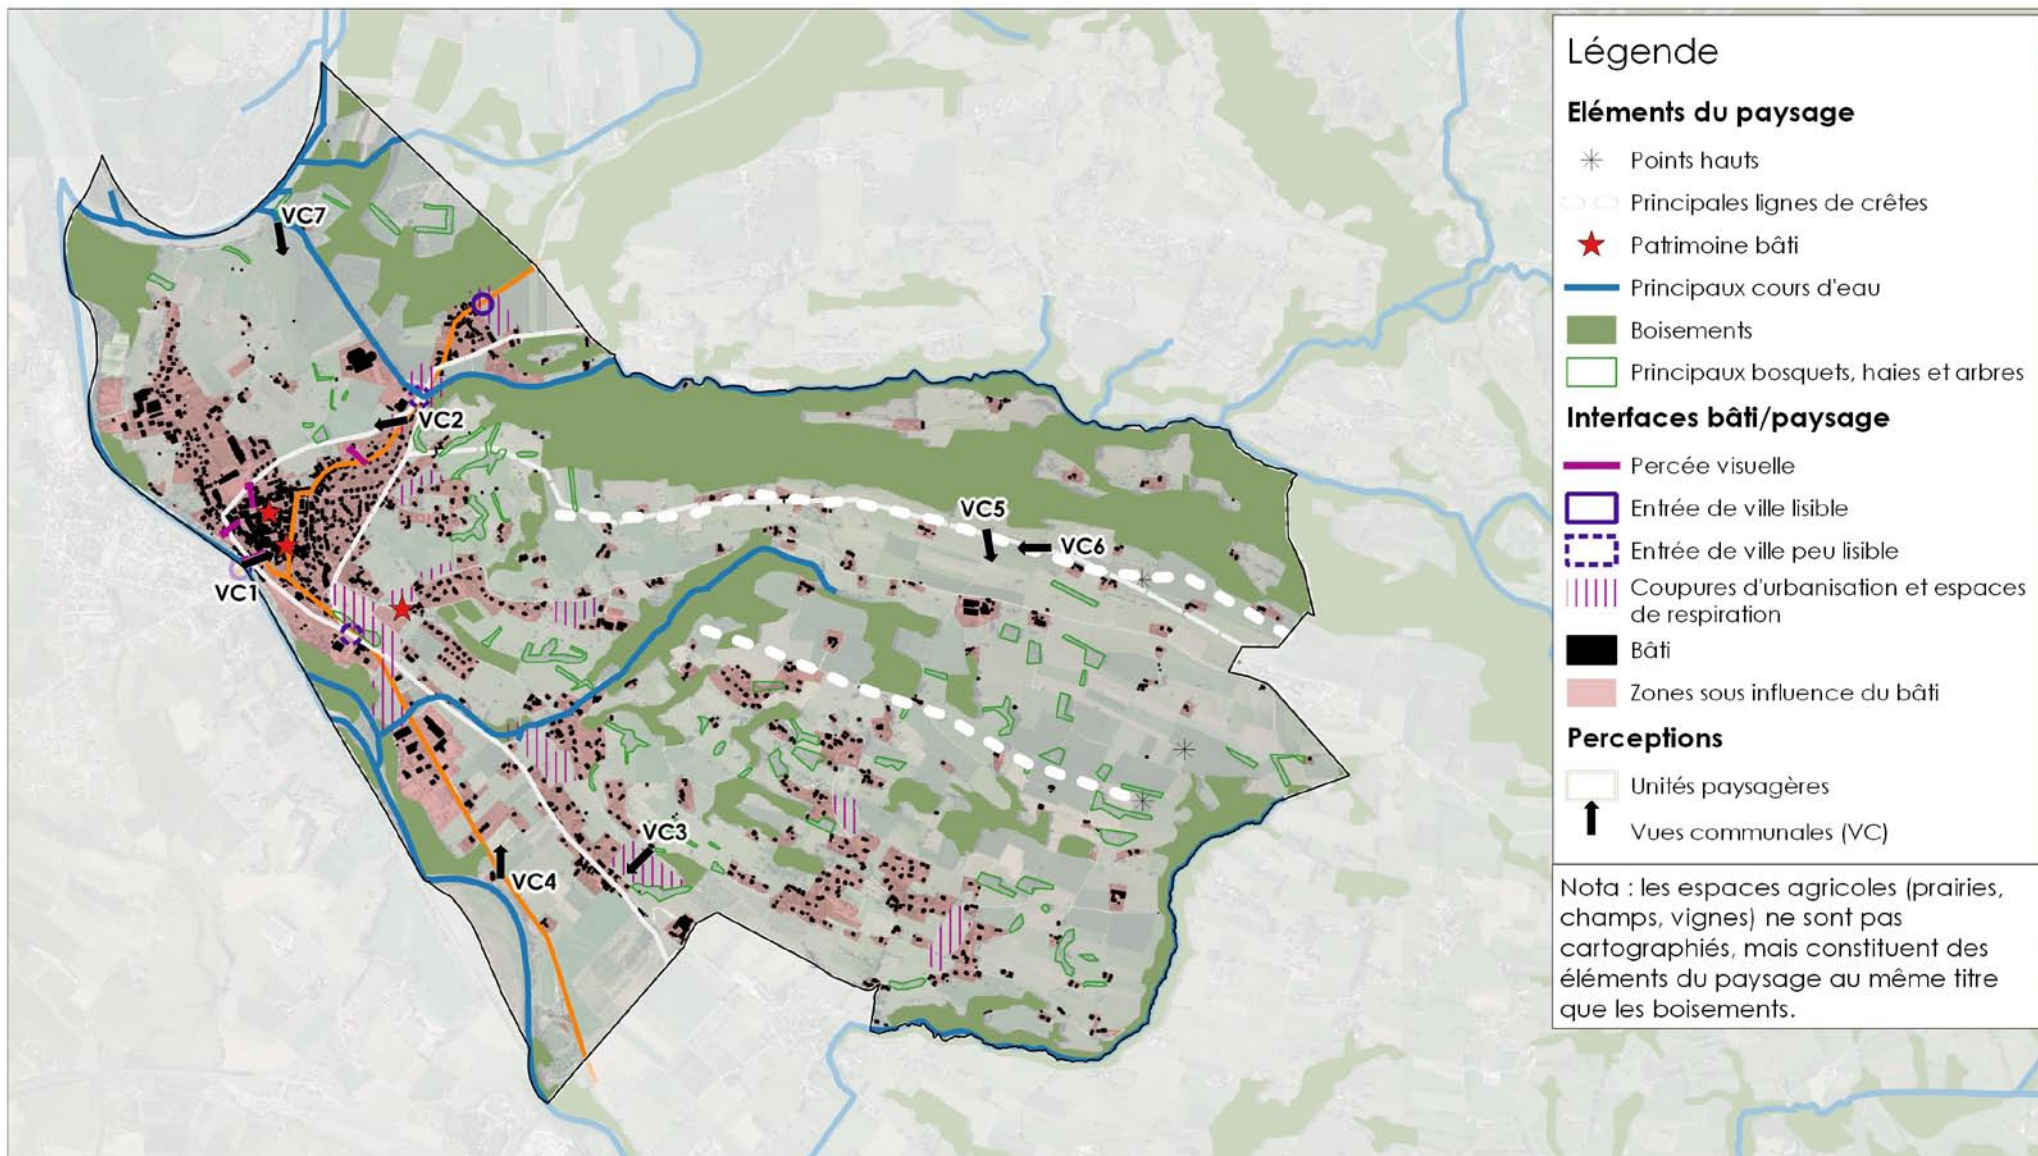 VC7
VC2
VC5
VC6
VC1
VC3
VC4
Légende
Eléments du paysage
Points hauts
Principales lignes de crêtes
Patrimoine bâti
Principaux cours d'eau
Boisements
Principaux bosquets, haies et arbres
Interfaces bâti/paysage
Percée visuelle
Entrée de ville lisible
Entrée de ville peu lisible
Coupures d'urbanisation et espaces
de respiration
Bâti
Zones sous influence du bâti
Perceptions
Unités paysagères
Vues communales (VC)
Nota : les espaces agricoles (prairies,
champs, vignes) ne sont pas
cartographiés, mais constituent des
éléments du paysage au même titre
que les boisements.